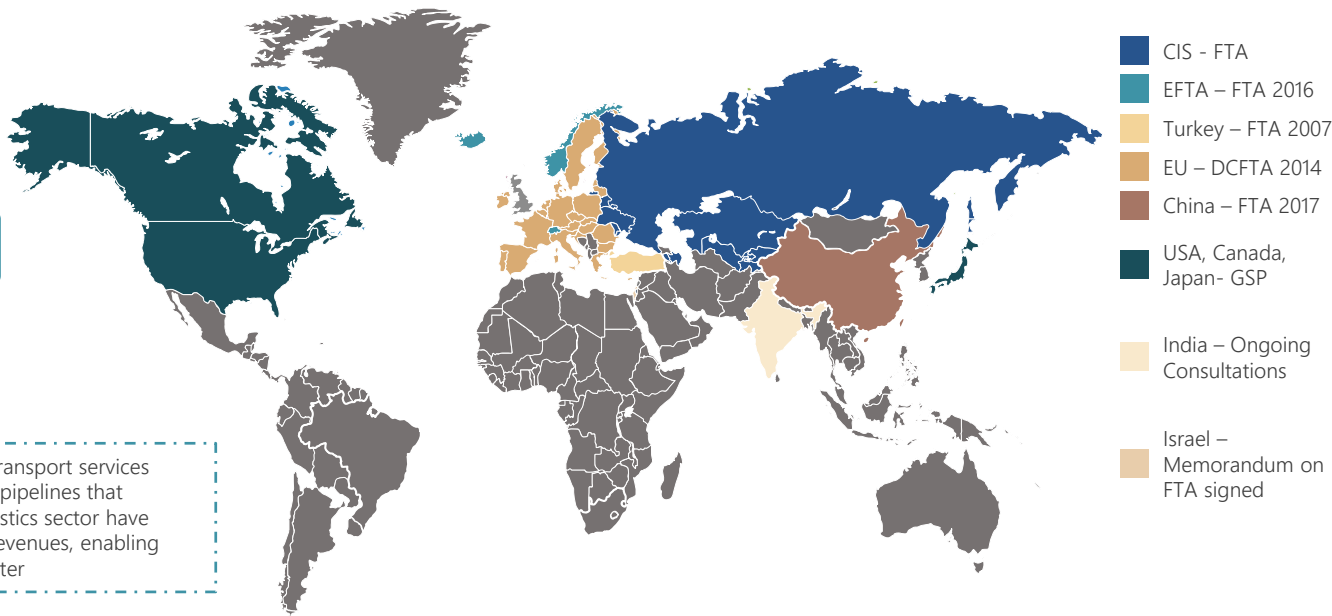 CIS - FTA
EFTA – FTA 2016
Turkey – FTA 2007
EU – DCFTA 2014
China – FTA 2017
USA, Canada,
Japan- GSP
India – Ongoing
Consultations
Israel –
Memorandum on
FTA signed
transport services
pipelines that
stics sector have
evenues, enabling
ter